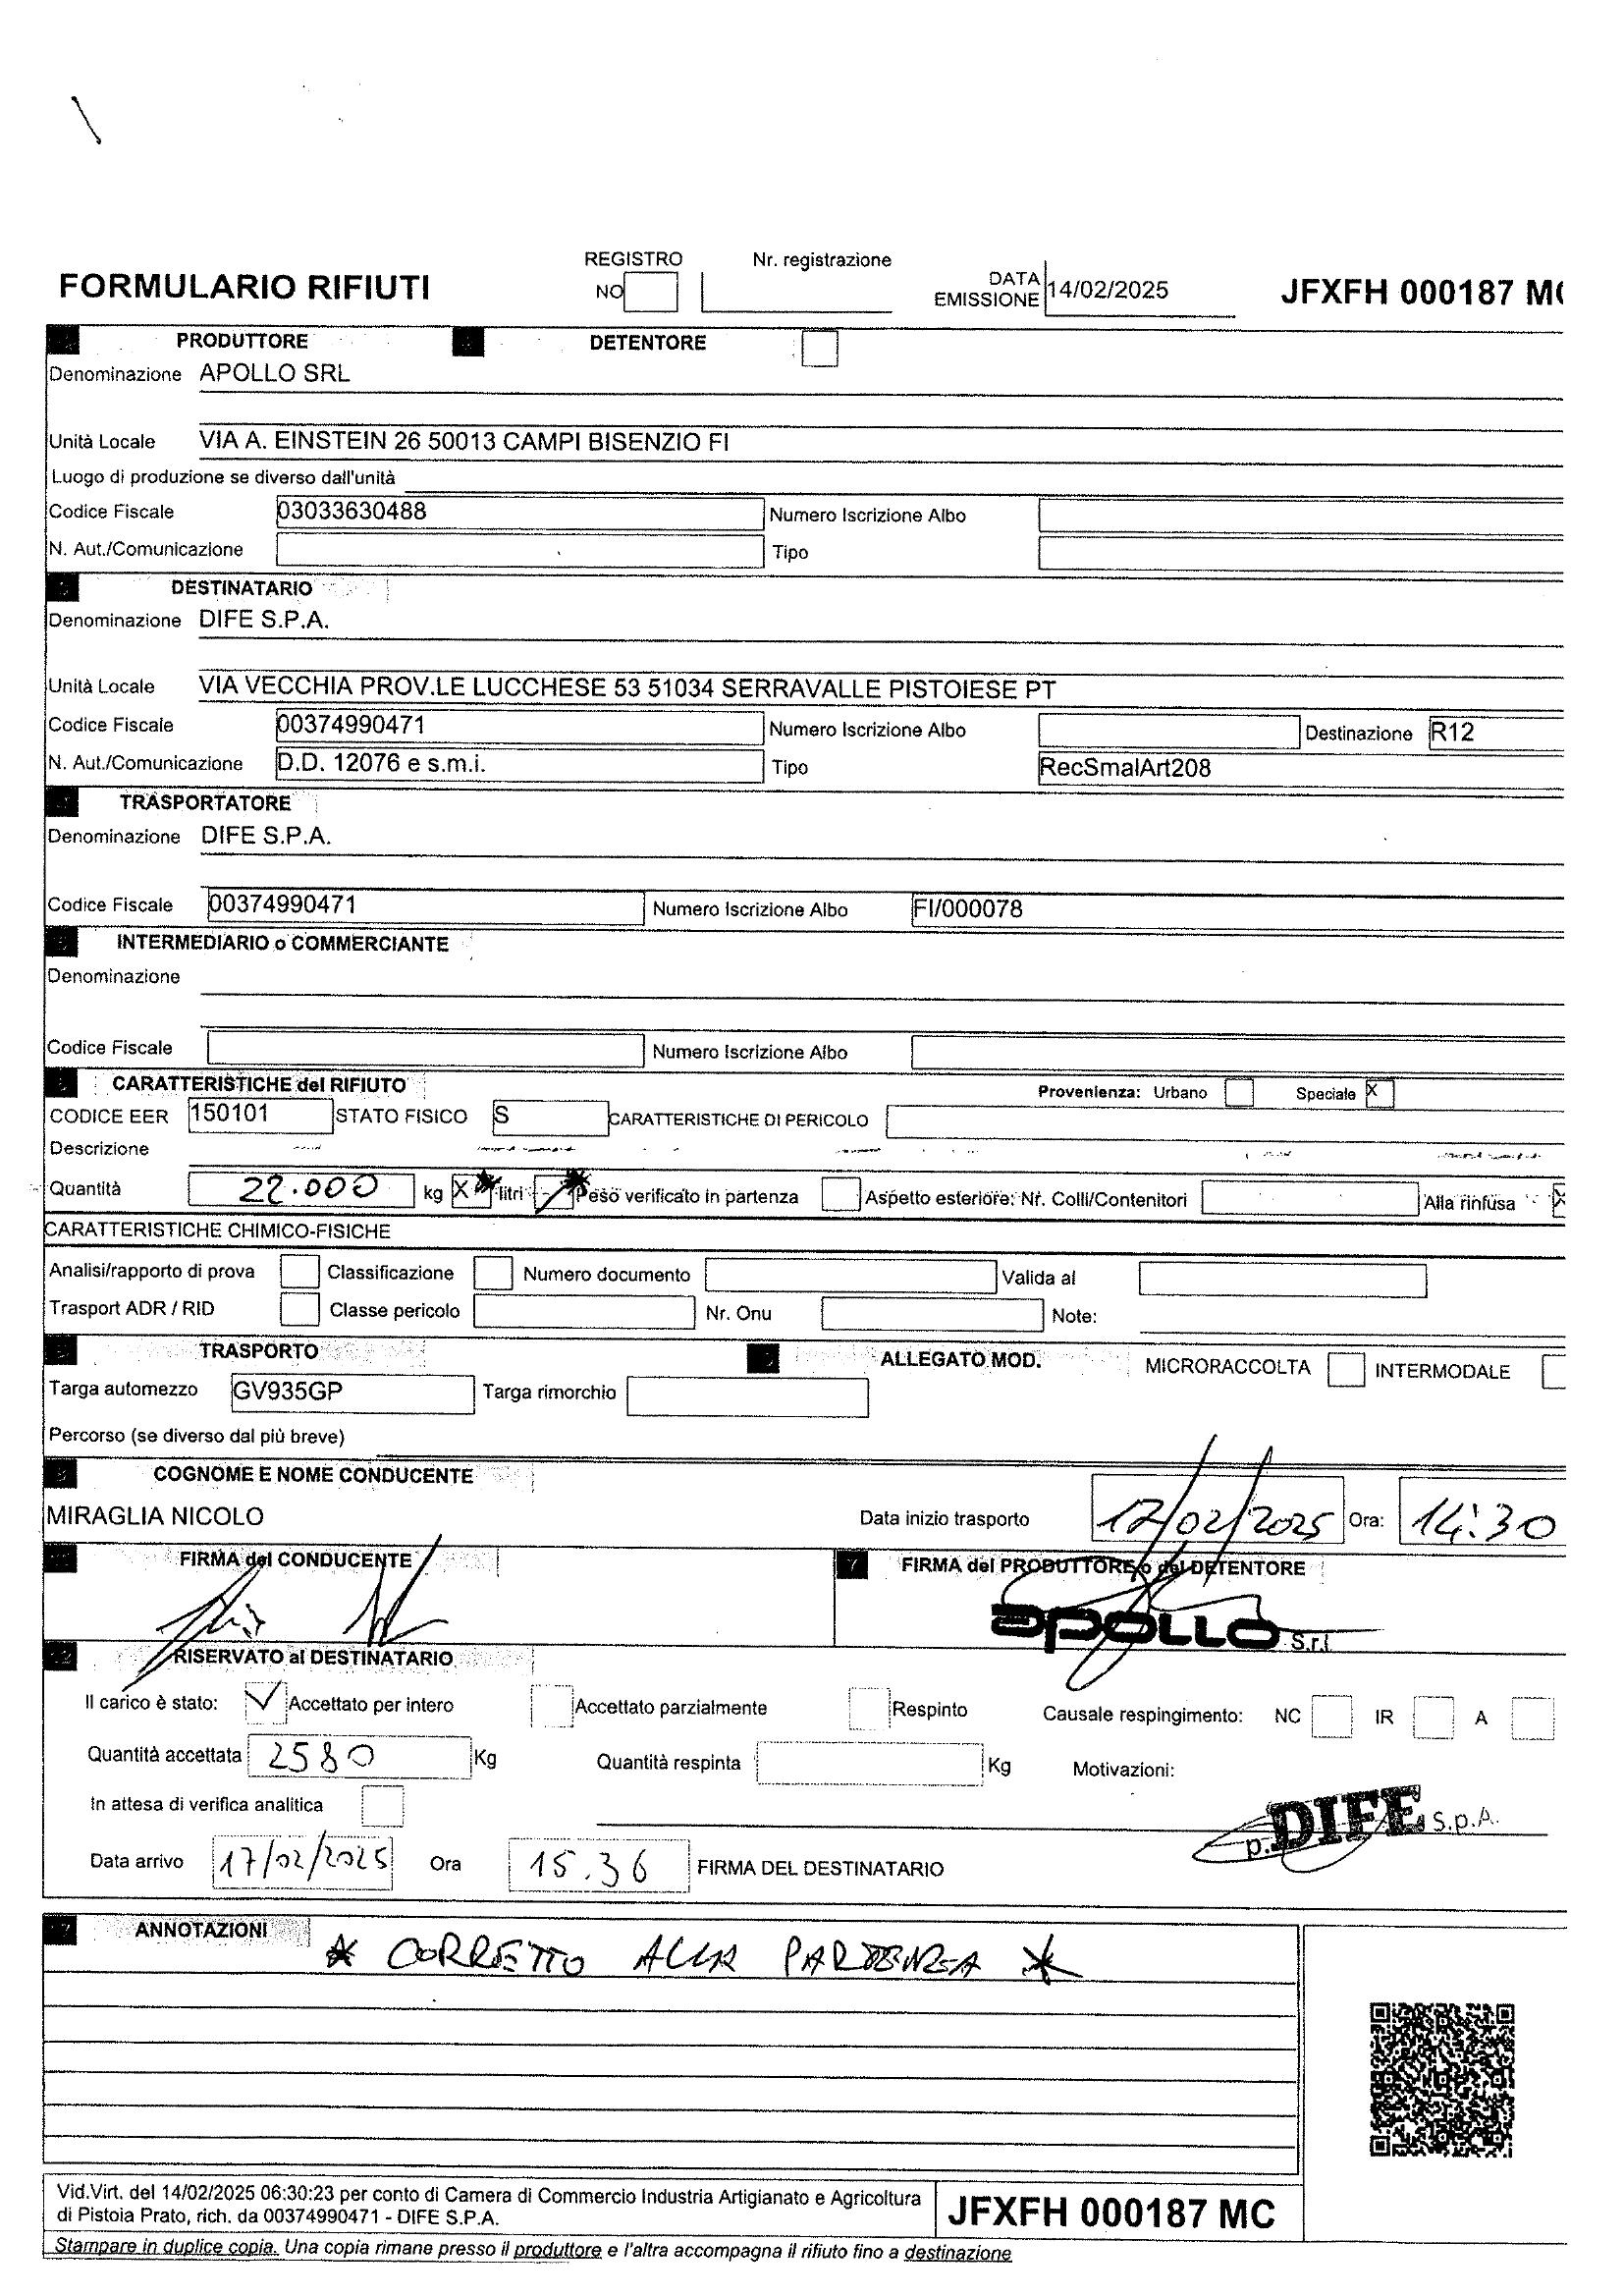 REGISTRO Nr. registrazione
FORMULARIO RIFIUTI NO DATA EMISSIONE 14/02/2025 JFXFH 000187 M
PRODUTTORE DETENTORE
Denominazione APOLLO SRL
Unità Locale VIA A. EINSTEIN 26 50013 CAMPI BISENZIO FI
Luogo di produzione se diverso dall'unità
Codice Fiscale 03033630488 Numero Iscrizione Albo
N. Aut./Comunicazione Tipo
DESTINATARIO
Denominazione DIFE S.P.A.
Unità Locale VIA VECCHIA PROV.LE LUCCHESE 53 51034 SERRAVALLE PISTOIESE PT
Codice Fiscale 00374990471 Numero Iscrizione Albo Destinazione R12
N. Aut./Comunicazione D.D. 12076 e s.m.i. Tipo RecSmalArt208
TRASPORTATORE
Denominazione DIFE S.P.A.
Codice Fiscale 00374990471 Numero Iscrizione Albo FI/000078
INTERMEDIARIO o COMMERCIANTE
Denominazione
Codice Fiscale Numero Iscrizione Albo
CARATTERISTICHE del RIFIUTO Provenienza: Urbano Speciale X
CODICE EER 150101 STATO FISICO S CARATTERISTICHE DI PERICOLO
Descrizione
Quantità 22.000 kg X * litri * Peso verificato in partenza Aspetto esteriore: Nr. Colli/Contenitori Alla rinfusa X
CARATTERISTICHE CHIMICO-FISICHE
Analisi/rapporto di prova Classificazione Numero documento Valida al
Trasport ADR / RID Classe pericolo Nr. Onu Note:
TRASPORTO ALLEGATO MOD. MICRORACCOLTA INTERMODALE
Targa automezzo GV935GP Targa rimorchio
Percorso (se diverso dal più breve)
8 COGNOME E NOME CONDUCENTE
MIRAGLIA NICOLO Data inizio trasporto 17/02/2025 Ora: 14:30
FIRMA del CONDUCENTE 7 FIRMA del PRODUTTORE o del DETENTORE
apollo S.r.l.
RISERVATO al DESTINATARIO
Il carico è stato: Accettato per intero Accettato parzialmente Respinto Causale respingimento: NC IR A
Quantità accettata 2580 Kg Quantità respinta Kg Motivazioni:
In attesa di verifica analitica
p. DIFE S.p.A.
Data arrivo 17/02/2025 Ora 15.36 FIRMA DEL DESTINATARIO
ANNOTAZIONI
* CORRETTO ALLA PARTENZA *
Vid.Virt. del 14/02/2025 06:30:23 per conto di Camera di Commercio Industria Artigianato e Agricoltura
di Pistoia Prato, rich. da 00374990471 - DIFE S.P.A.
JFXFH 000187 MC
Stampare in duplice copia. Una copia rimane presso il produttore e l'altra accompagna il rifiuto fino a destinazione